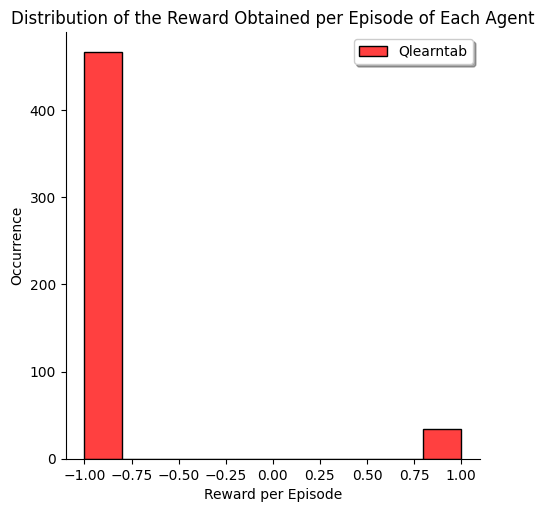 Distribution of the Reward Obtained per Episode of Each Agent
Qlearntab
400
300
200
100
0
Occurrence
−1.00 −0.75 −0.50 −0.25 0.00 0.25 0.50 0.75 1.00
Reward per Episode